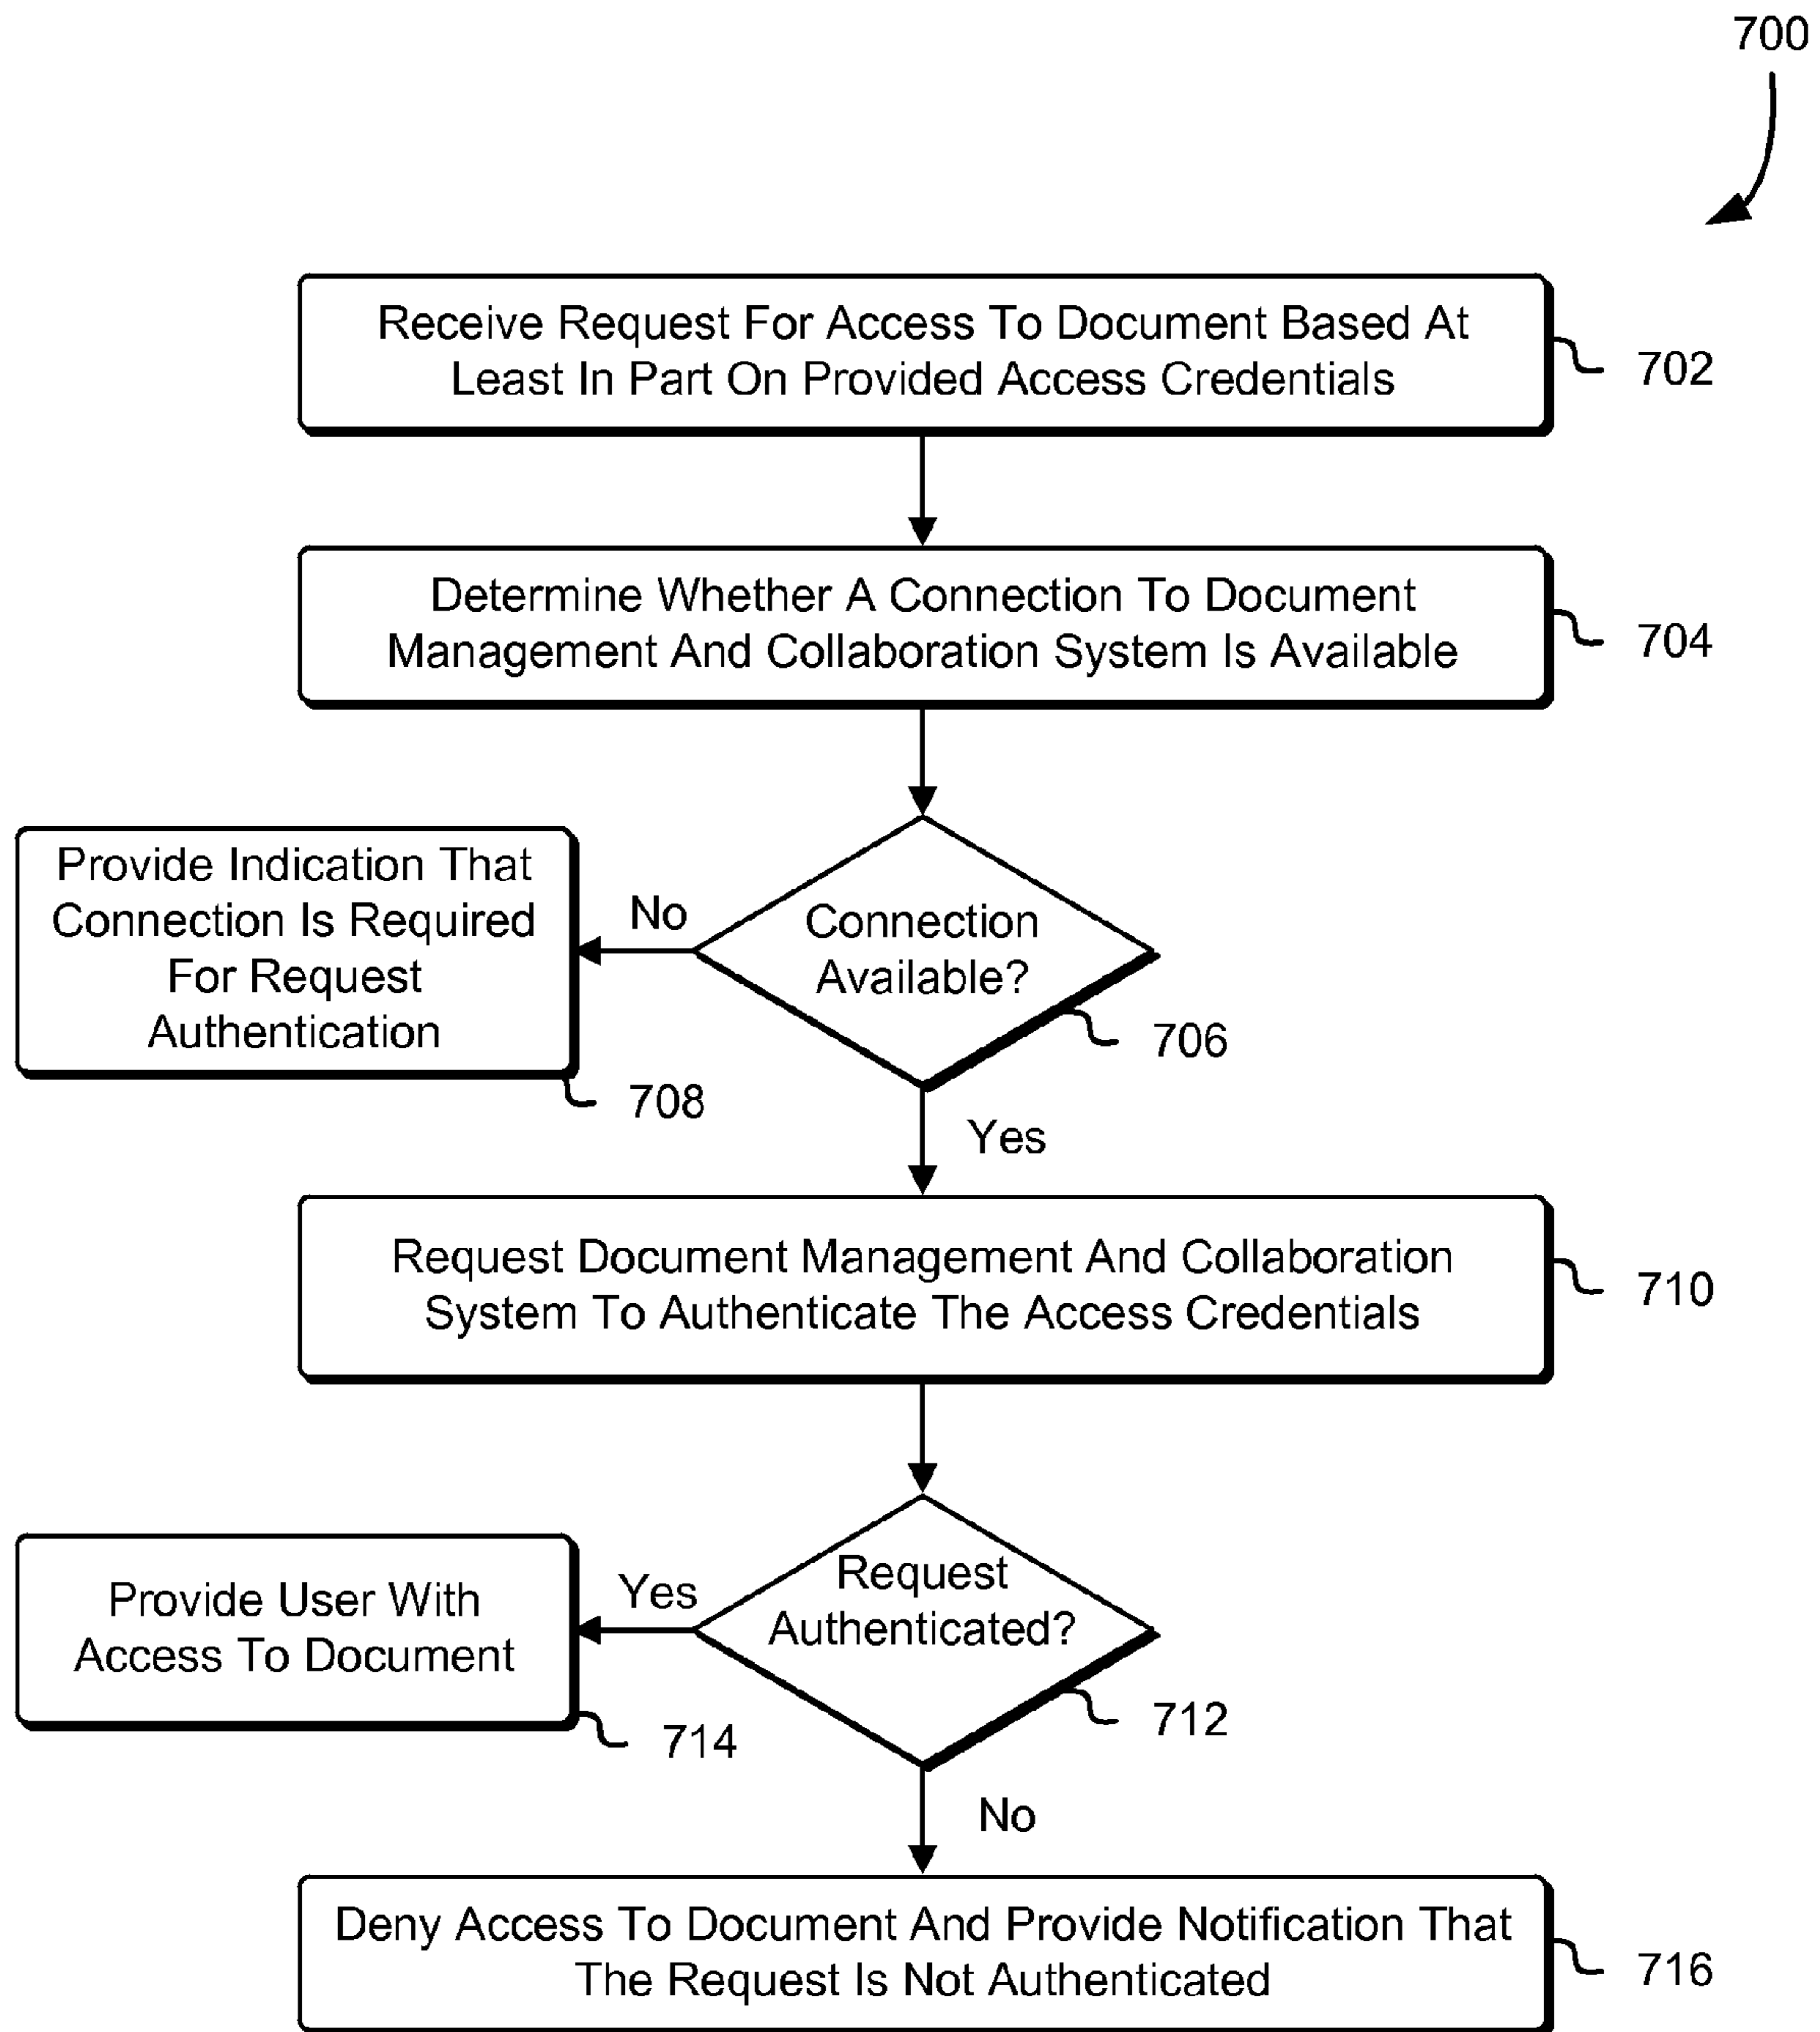 700
Receive Request For Access To Document Based At
Least In Part On Provided Access Credentials
702
Determine Whether A Connection To Document
Management And Collaboration System Is Available
704
Provide Indication That
Connection Is Required
For Request
Authentication
708
No
Connection
Available?
706
Yes
Request Document Management And Collaboration
System To Authenticate The Access Credentials
710
Provide User With
Access To Document
714
Yes
Request
Authenticated?
712
No
Deny Access To Document And Provide Notification That
The Request Is Not Authenticated
716